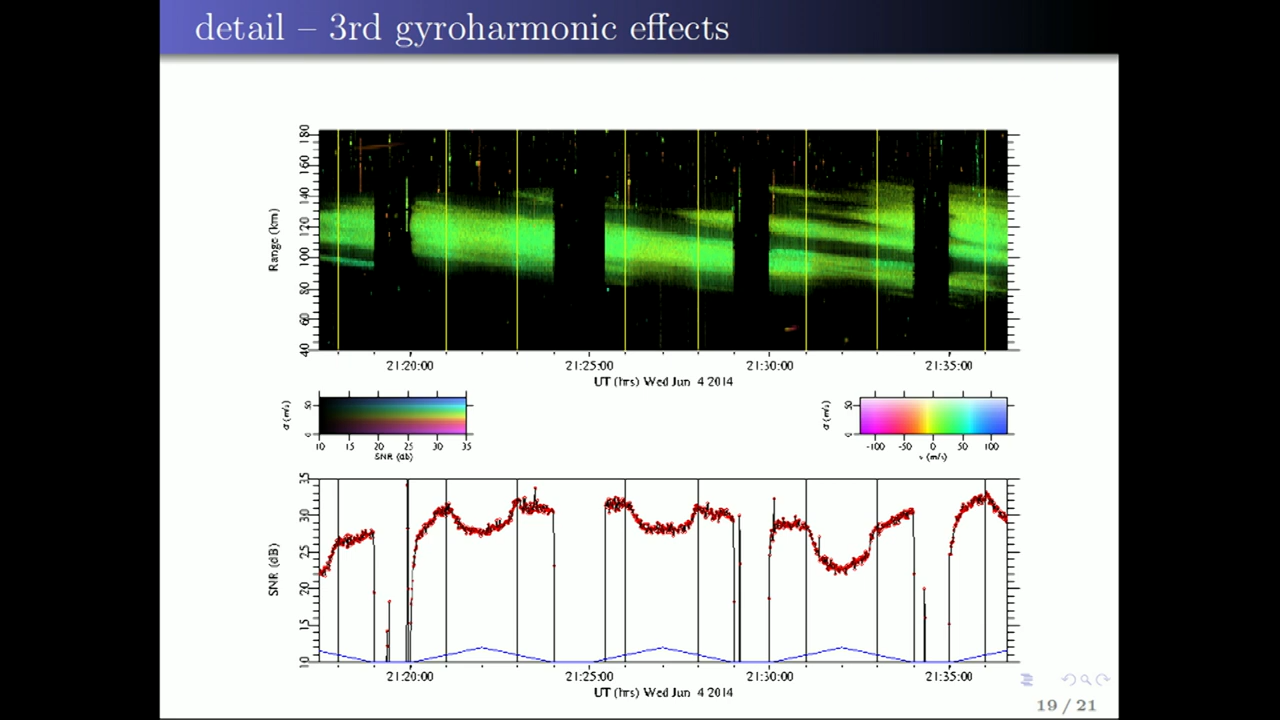 detail – 3rd gyroharmonic effects
180
160
140
120
100
80
60
40
Range (km)
21:20:00 21:25:00 21:30:00 21:35:00
UT (hrs) Wed Jun 4 2014
50
0
σ (m/s)
10 15 20 25 30 35
SNR (db)
50
0
σ (m/s)
-100 -50 0 50 100
v (m/s)
35
30
25
20
15
10
SNR (dB)
21:20:00 21:25:00 21:30:00 21:35:00
UT (hrs) Wed Jun 4 2014
19 / 21